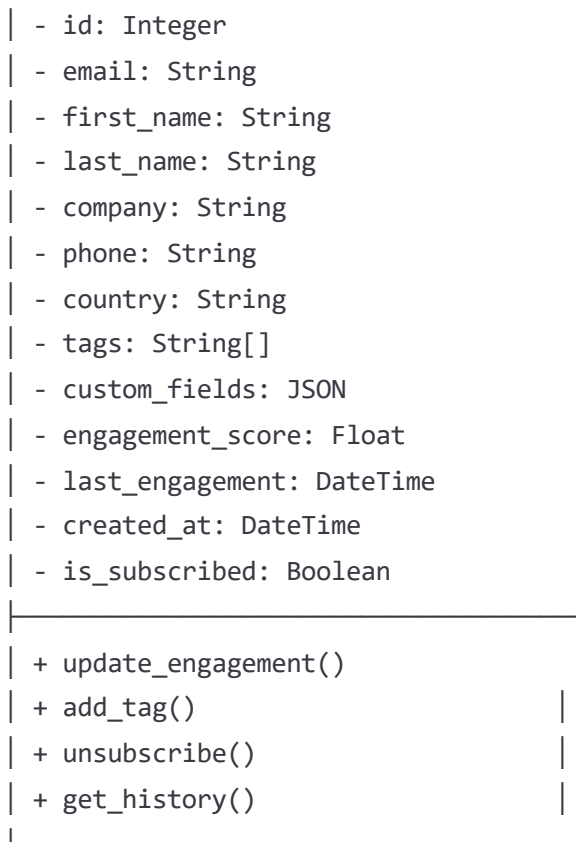 │ - id: Integer │
│ - email: String │
│ - first_name: String │
│ - last_name: String │
│ - company: String │
│ - phone: String │
│ - country: String │
│ - tags: String[] │
│ - custom_fields: JSON │
│ - engagement_score: Float │
│ - last_engagement: DateTime │
│ - created_at: DateTime │
│ - is_subscribed: Boolean │
├─────────────────────────────────────
│ + update_engagement() │
│ + add_tag() │
│ + unsubscribe() │
│ + get_history() │